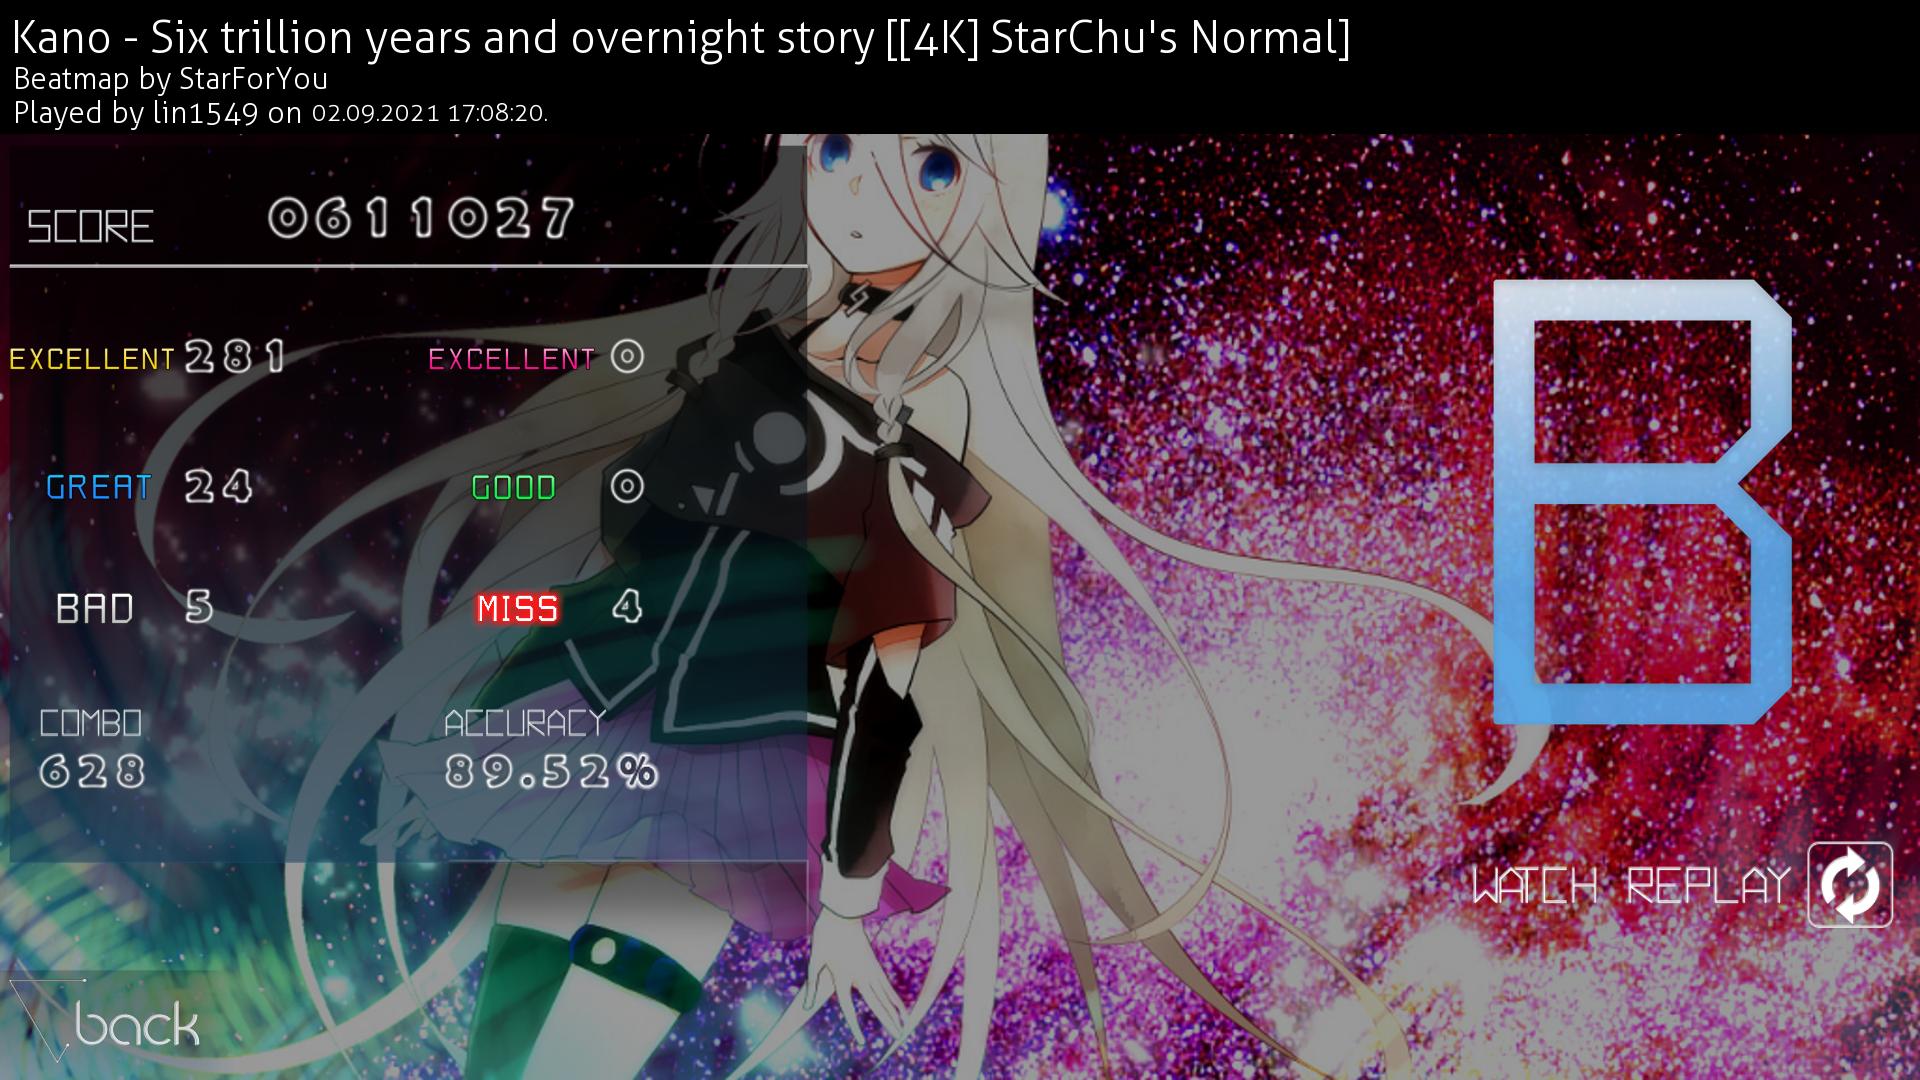 Kano - Six trillion years and overnight story [[4K] StarChu's Normal]
Beatmap by StarForYou
Played by lin1549 on 02.09.2021 17:08:20.
SCORE 0611027
EXCELLENT 281 EXCELLENT 0
GREAT 24 GOOD 0
BAD 5 MISS 4
COMBO ACCURACY
628 89.52%
B
WATCH REPLAY
back